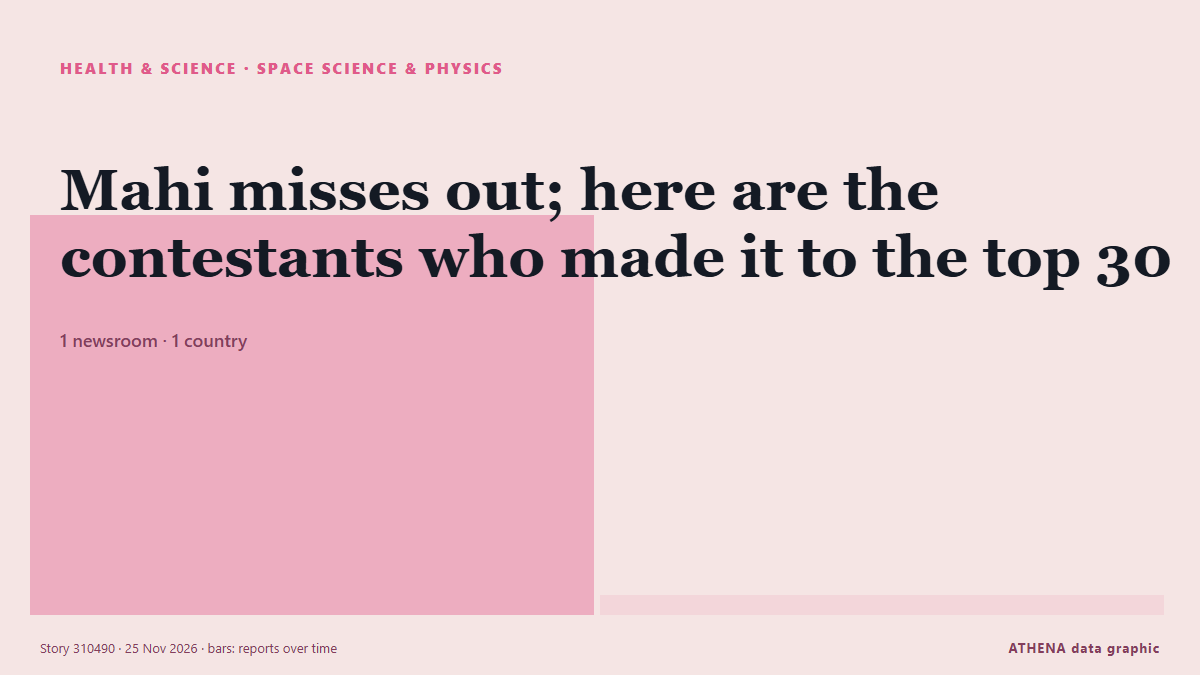 HEALTH & SCIENCE · SPACE SCIENCE & PHYSICS
Mahi misses out; here are the
contestants who made it to the top 30
1 newsroom · 1 country
Story 310490 · 25 Nov 2026 · bars: reports over time
ATHENA data graphic